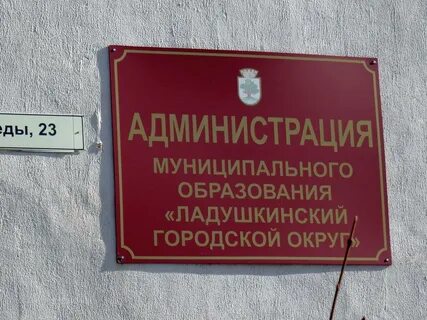 еды, 23
АДМИНИСТРАЦИЯ
МУНИЦИПАЛЬНОГО
ОБРАЗОВАНИЯ
«ЛАДУШКИНСКИЙ
ГОРОДСКОЙ ОКРУГ»